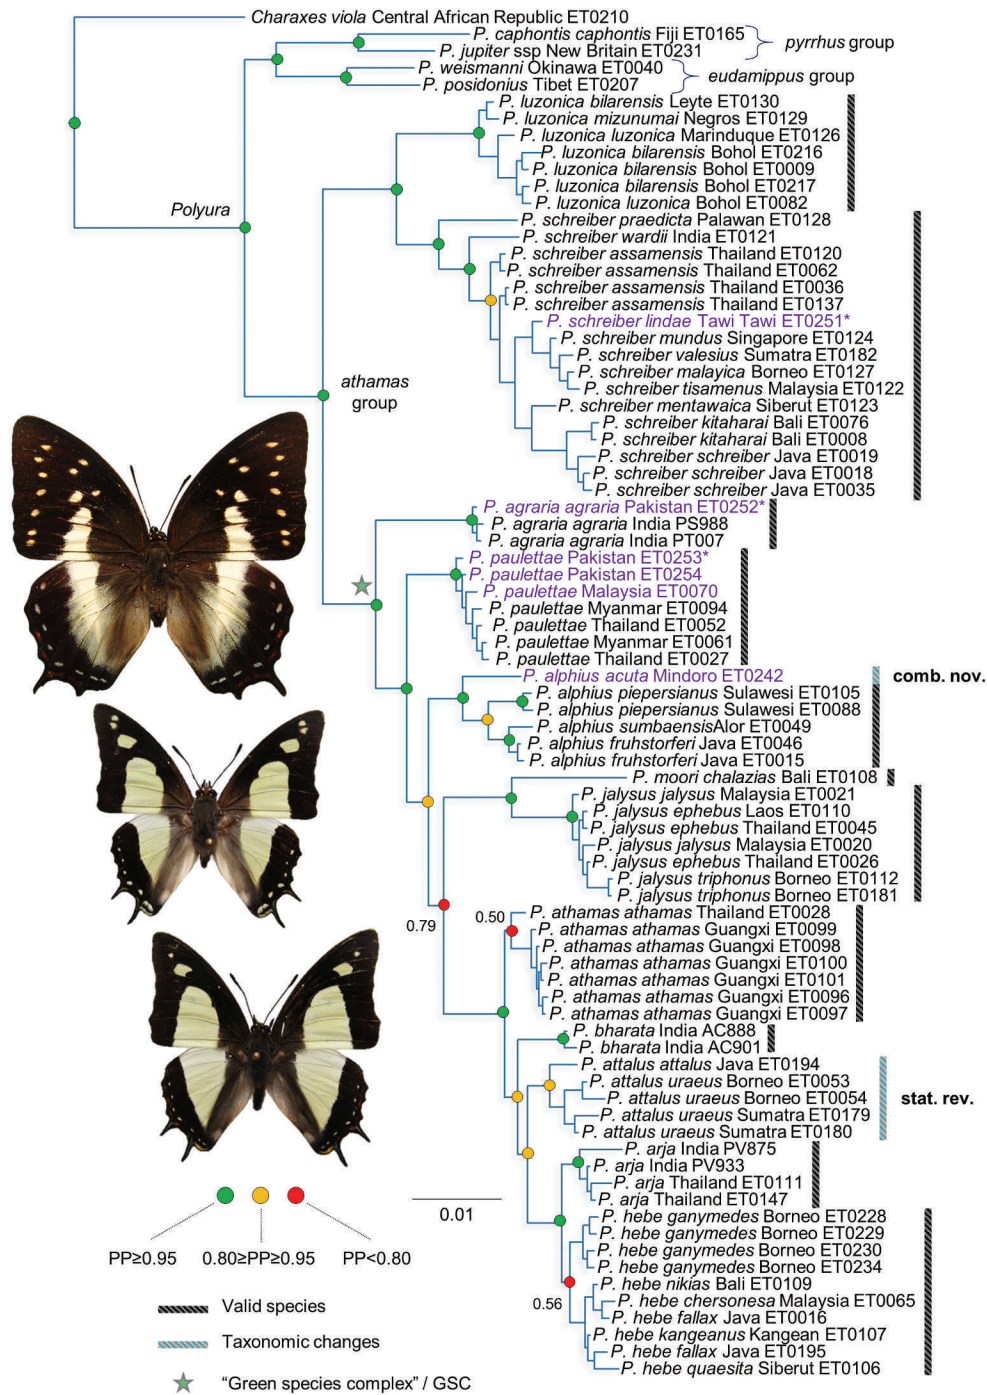 Charaxes viola Central African Republic ET0210
P. caphontis caphontis Fiji ET0165
P. jupiter ssp New Britain ET0231
pyrrhus group
P. weismanni Okinawa ET0040
P. posidonius Tibet ET0207
eudamippus group
P. luzonica bilarensis Leyte ET0130
P. luzonica mizunumai Negros ET0129
P. luzonica luzonica Marinduque ET0126
P. luzonica bilarensis Bohol ET0216
P. luzonica bilarensis Bohol ET0009
P. luzonica bilarensis Bohol ET0217
P. luzonica luzonica Bohol ET0082
Polyura
P. schreiber praedicta Palawan ET0128
P. schreiber wardii India ET0121
P. schreiber assamensis Thailand ET0120
P. schreiber assamensis Thailand ET0062
P. schreiber assamensis Thailand ET0036
P. schreiber assamensis Thailand ET0137
P. schreiber lindae Tawi Tawi ET0251*
P. schreiber mundus Singapore ET0124
P. schreiber valesius Sumatra ET0182
P. schreiber malayica Borneo ET0127
P. schreiber tisamenus Malaysia ET0122
athamas
group
P. schreiber mentawaica Siberut ET0123
P. schreiber kitaharai Bali ET0076
P. schreiber kitaharai Bali ET0008
P. schreiber schreiber Java ET0019
P. schreiber schreiber Java ET0018
P. schreiber schreiber Java ET0035
P. agraria agraria Pakistan ET0252*
P. agraria agraria India PS988
P. agraria agraria India PT007
P. paulettae Pakistan ET0253*
P. paulettae Pakistan ET0254
P. paulettae Malaysia ET0070
P. paulettae Myanmar ET0094
P. paulettae Thailand ET0052
P. paulettae Myanmar ET0061
P. paulettae Thailand ET0027
P. alphius acuta Mindoro ET0242
comb. nov.
P. alphius piepersianus Sulawesi ET0105
P. alphius piepersianus Sulawesi ET0088
P. alphius sumbaensisAlor ET0049
P. alphius fruhstorferi Java ET0046
P. alphius fruhstorferi Java ET0015
P. moori chalazias Bali ET0108
P. jalysus jalysus Malaysia ET0021
P. jalysus ephebus Laos ET0110
P. jalysus ephebus Thailand ET0045
P. jalysus jalysus Malaysia ET0020
P. jalysus ephebus Thailand ET0026
P. jalysus triphonus Borneo ET0112
P. jalysus triphonus Borneo ET0181
0.79
0.50
P. athamas athamas Thailand ET0028
P. athamas athamas Guangxi ET0099
P. athamas athamas Guangxi ET0098
P. athamas athamas Guangxi ET0100
P. athamas athamas Guangxi ET0101
P. athamas athamas Guangxi ET0096
P. athamas athamas Guangxi ET0097
P. bharata India AC888
P. bharata India AC901
P. attalus attalus Java ET0194
P. attalus uraeus Borneo ET0053
P. attalus uraeus Borneo ET0054
P. attalus uraeus Sumatra ET0179
P. attalus uraeus Sumatra ET0180
stat. rev.
P. arja India PV875
P. arja India PV933
P. arja Thailand ET0111
P. arja Thailand ET0147
P. hebe ganymedes Borneo ET0228
P. hebe ganymedes Borneo ET0229
P. hebe ganymedes Borneo ET0230
P. hebe ganymedes Borneo ET0234
0.56
P. hebe nikias Bali ET0109
P. hebe chersonesa Malaysia ET0065
P. hebe fallax Java ET0016
P. hebe kangeanus Kangean ET0107
P. hebe fallax Java ET0195
P. hebe quaesita Siberut ET0106
0.01
PP≥0.95
0.80≥PP≥0.95
PP<0.80
Valid species
Taxonomic changes
“Green species complex” / GSC